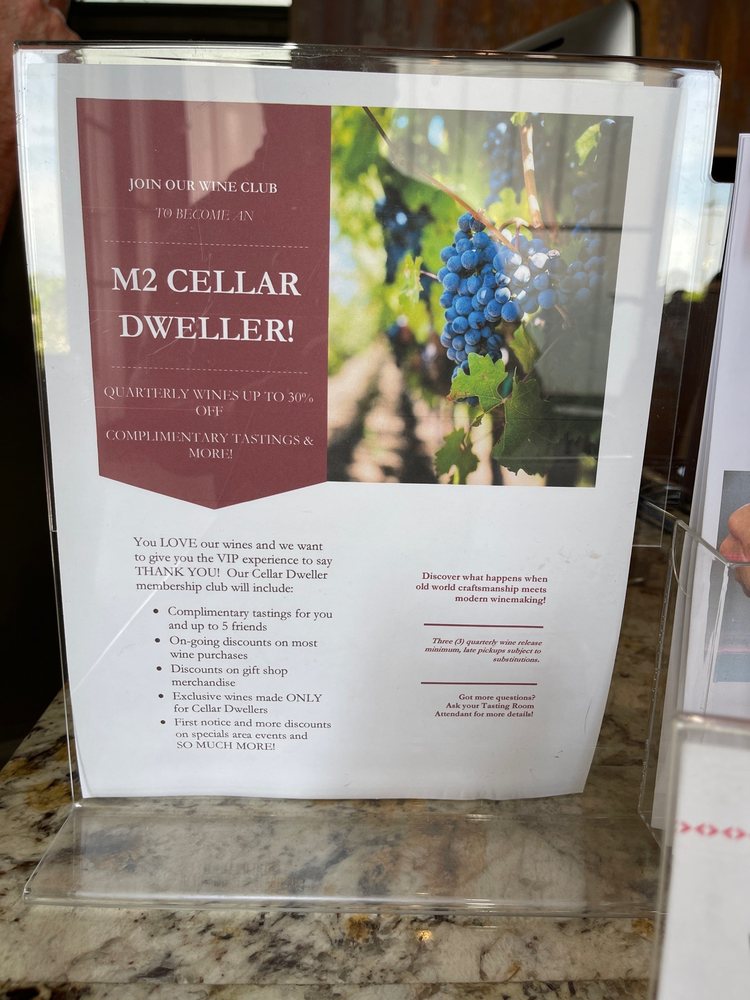 JOIN OUR WINE CLUB
TO BECOME AN
M2 CELLAR
DWELLER!
QUARTERLY WINES UP TO 30%
OFF
COMPLIMENTARY TASTINGS &
MORE!
You LOVE our wines and we want
to give you the VIP experience to say
THANK YOU! Our Cellar Dweller
membership club will include:
• Complimentary tastings for you
and up to 5 friends
• On-going discounts on most
wine purchases
• Discounts on gift shop
merchandise
• Exclusive wines made ONLY
for Cellar Dwellers
• First notice and more discounts
on specials area events and
SO MUCH MORE!
Discover what happens when
old world craftsmanship meets
modern winemaking!
Three (3) quarterly wine release
minimum, late pickups subject to
substitutions.
Got more questions?
Ask your Tasting Room
Attendant for more details!